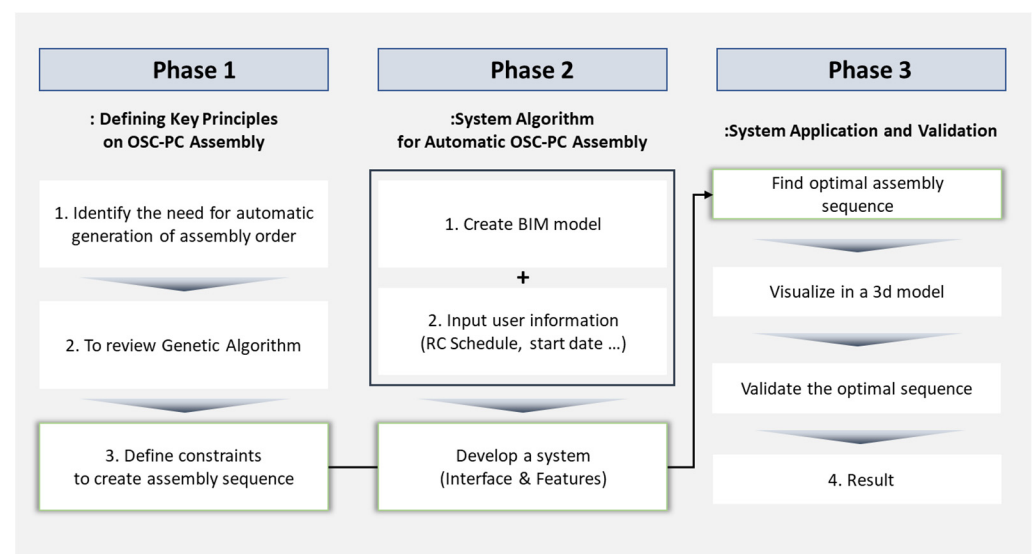 Phase 1
: Defining Key Principles
on OSC-PC Assembly
1. Identify the need for automatic
generation of assembly order
2. To review Genetic Algorithm
3. Define constraints
to create assembly sequence
Phase 2
:System Algorithm
for Automatic OSC-PC Assembly
1. Create BIM model
+
2. Input user information
(RC Schedule, start date ...)
Develop a system
(Interface & Features)
Phase 3
:System Application and Validation
Find optimal assembly
sequence
Visualize in a 3d model
Validate the optimal sequence
4. Result